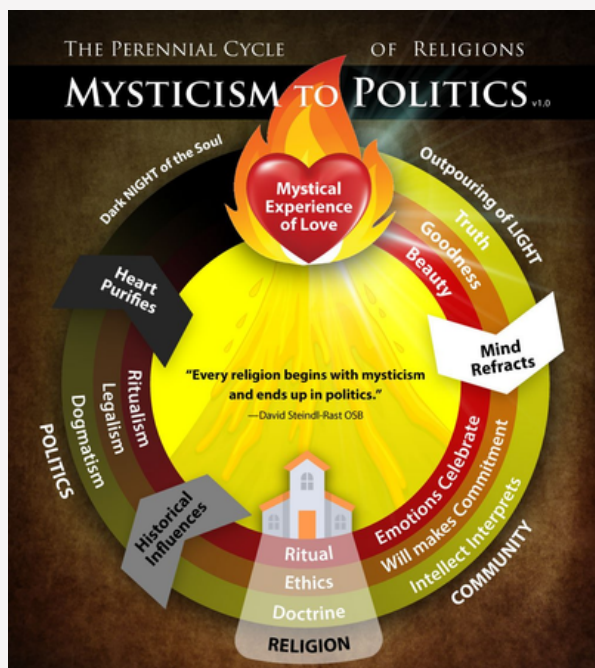 The Perennial Cycle of Religions
Mysticism to Politics v1.0
Dark NIGHT of the Soul
Outpouring of LIGHT
Mystical
Experience
of Love
Truth
Goodness
Beauty
Heart
Purifies
Mind
Refracts
“Every religion begins with mysticism
and ends up in politics.”
—David Steindl-Rast OSB
Ritualism
Legalism
Dogmatism
POLITICS
Emotions Celebrate
Will makes Commitment
Intellect Interprets
COMMUNITY
Historical
Influences
Ritual
Ethics
Doctrine
RELIGION